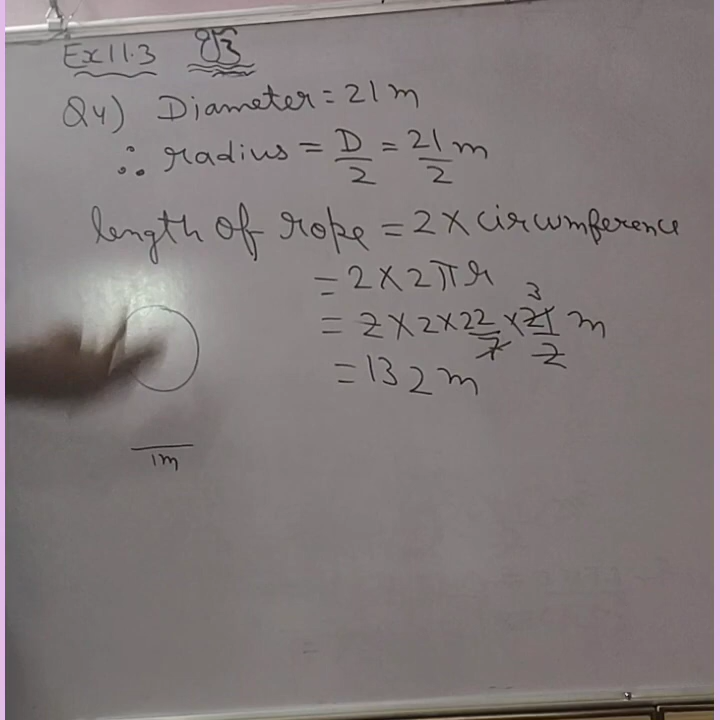 Ex 11.3
Q4) Diameter = 21 m
∴ radius = D/2 = 21/2 m
length of rope = 2 × circumference
= 2 × 2πr
3
= 2 × 2 × 22/7 × 21/2 m
= 132 m
1m